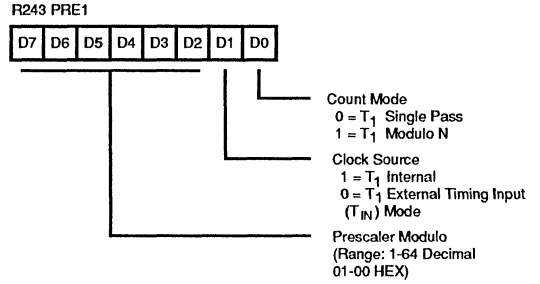 R243 PRE1
D7 D6 D5 D4 D3 D2 D1 D0
Count Mode
0 = T1 Single Pass
1 = T1 Modulo N
Clock Source
1 = T1 Internal
0 = T1 External Timing Input
(TIN) Mode
Prescaler Modulo
(Range: 1-64 Decimal
01-00 HEX)